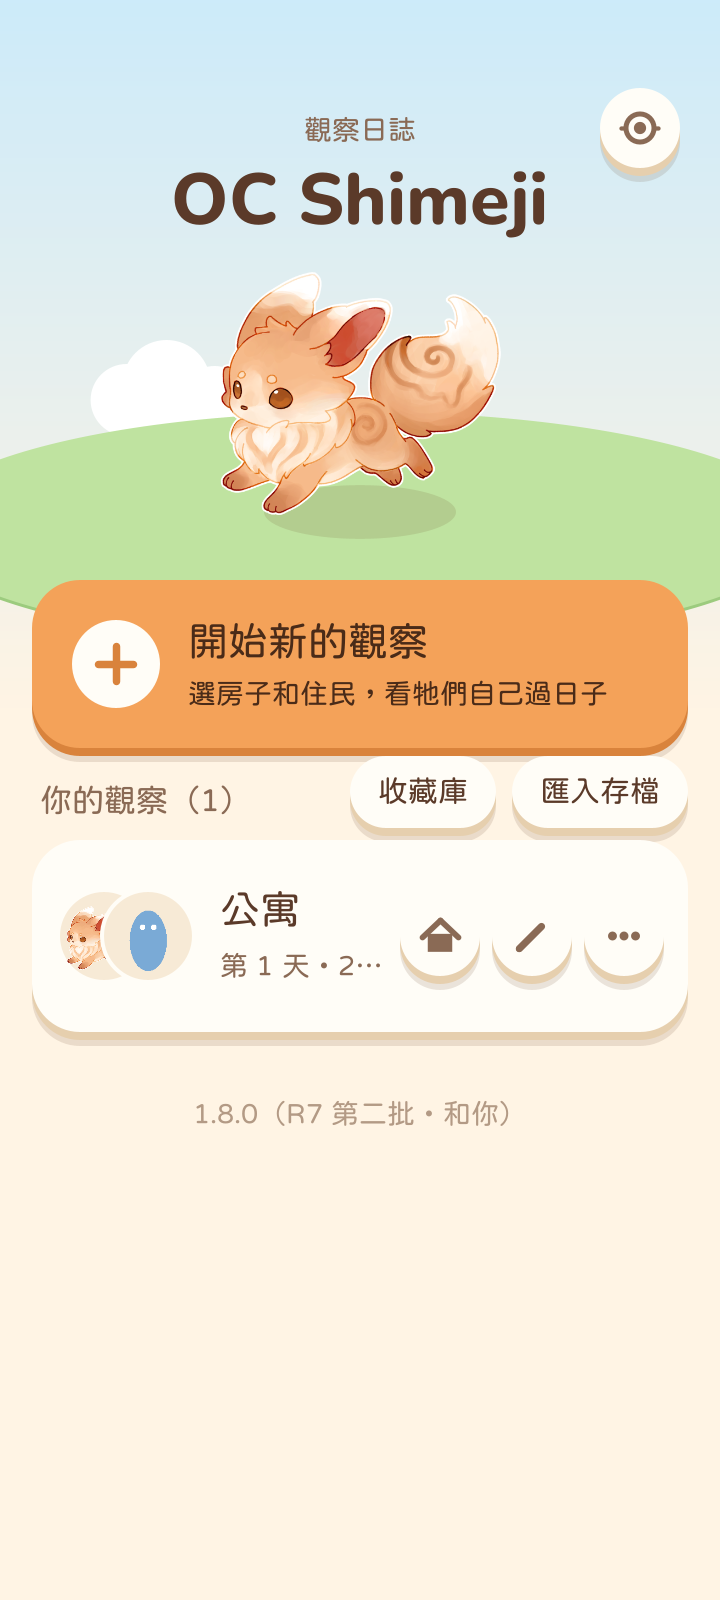 觀察日誌
OC Shimeji
開始新的觀察
選房子和住民，看牠們自己過日子
你的觀察（1）
收藏庫
匯入存檔
公寓
第 1 天・2…
1.8.0（R7 第二批・和你）